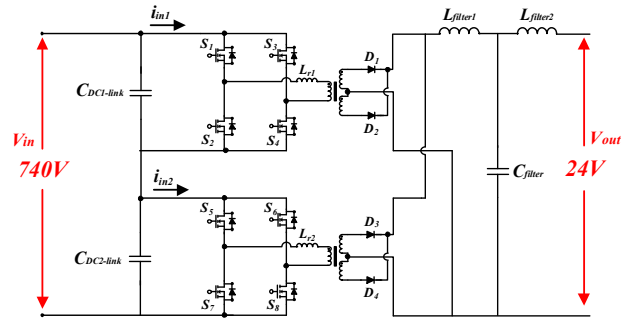 i_in1
L_filter1
L_filter2
S_1
S_3
D_1
L_r1
C_DC1-link
S_2
S_4
D_2
V_in
740V
V_out
24V
C_filter
i_in2
S_5
S_6
D_3
L_r2
C_DC2-link
S_7
S_8
D_4